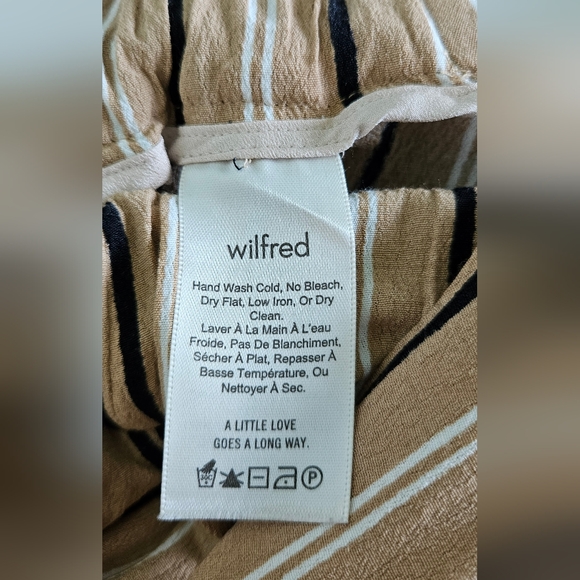 wilfred
Hand Wash Cold, No Bleach,
Dry Flat, Low Iron, Or Dry
Clean.
Laver À La Main À L'eau
Froide, Pas De Blanchiment,
Sécher À Plat, Repasser À
Basse Température, Ou
Nettoyer À Sec.
A LITTLE LOVE
GOES A LONG WAY.
P